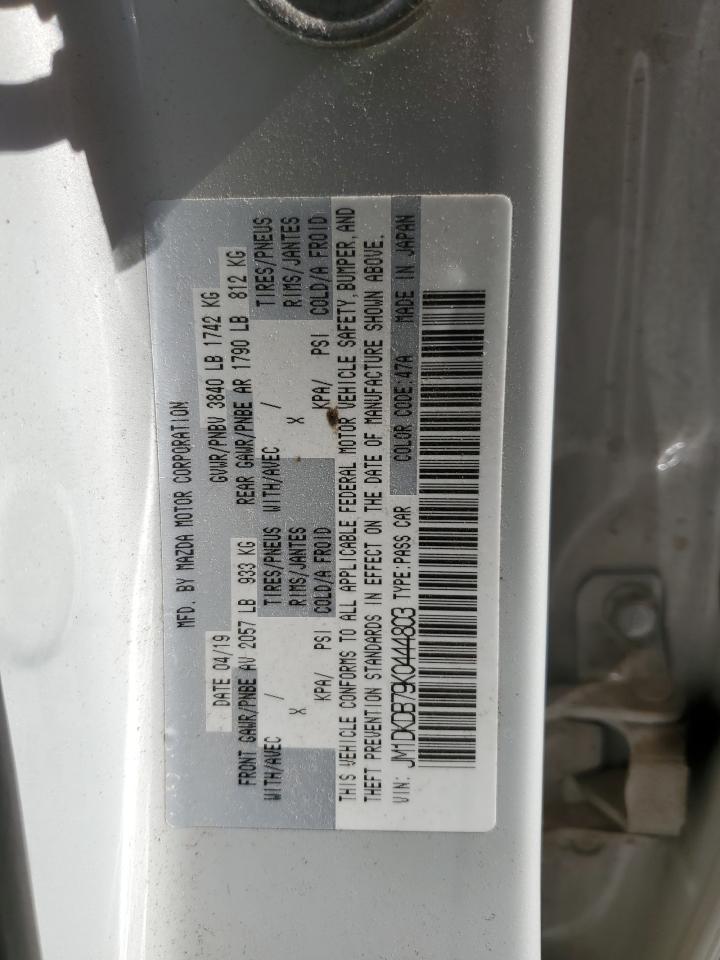 MFD. BY MAZDA MOTOR CORPORATION
DATE 04/19 GVWR/PNBV 3840 LB 1742 KG
FRONT GAWR/PNBE AV 2057 LB 933 KG REAR GAWR/PNBE AR 1790 LB 812 KG
WITH/AVEC / TIRES/PNEUS WITH/AVEC / TIRES/PNEUS
X RIMS/JANTES X RIMS/JANTES
KPA/ PSI COLD/A FROID KPA/ PSI COLD/A FROID
THIS VEHICLE CONFORMS TO ALL APPLICABLE FEDERAL MOTOR VEHICLE SAFETY, BUMPER, AND
THEFT PREVENTION STANDARDS IN EFFECT ON THE DATE OF MANUFACTURE SHOWN ABOVE.
VIN: JM1DKDB79K0444803 TYPE:PASS CAR COLOR CODE:47A MADE IN JAPAN